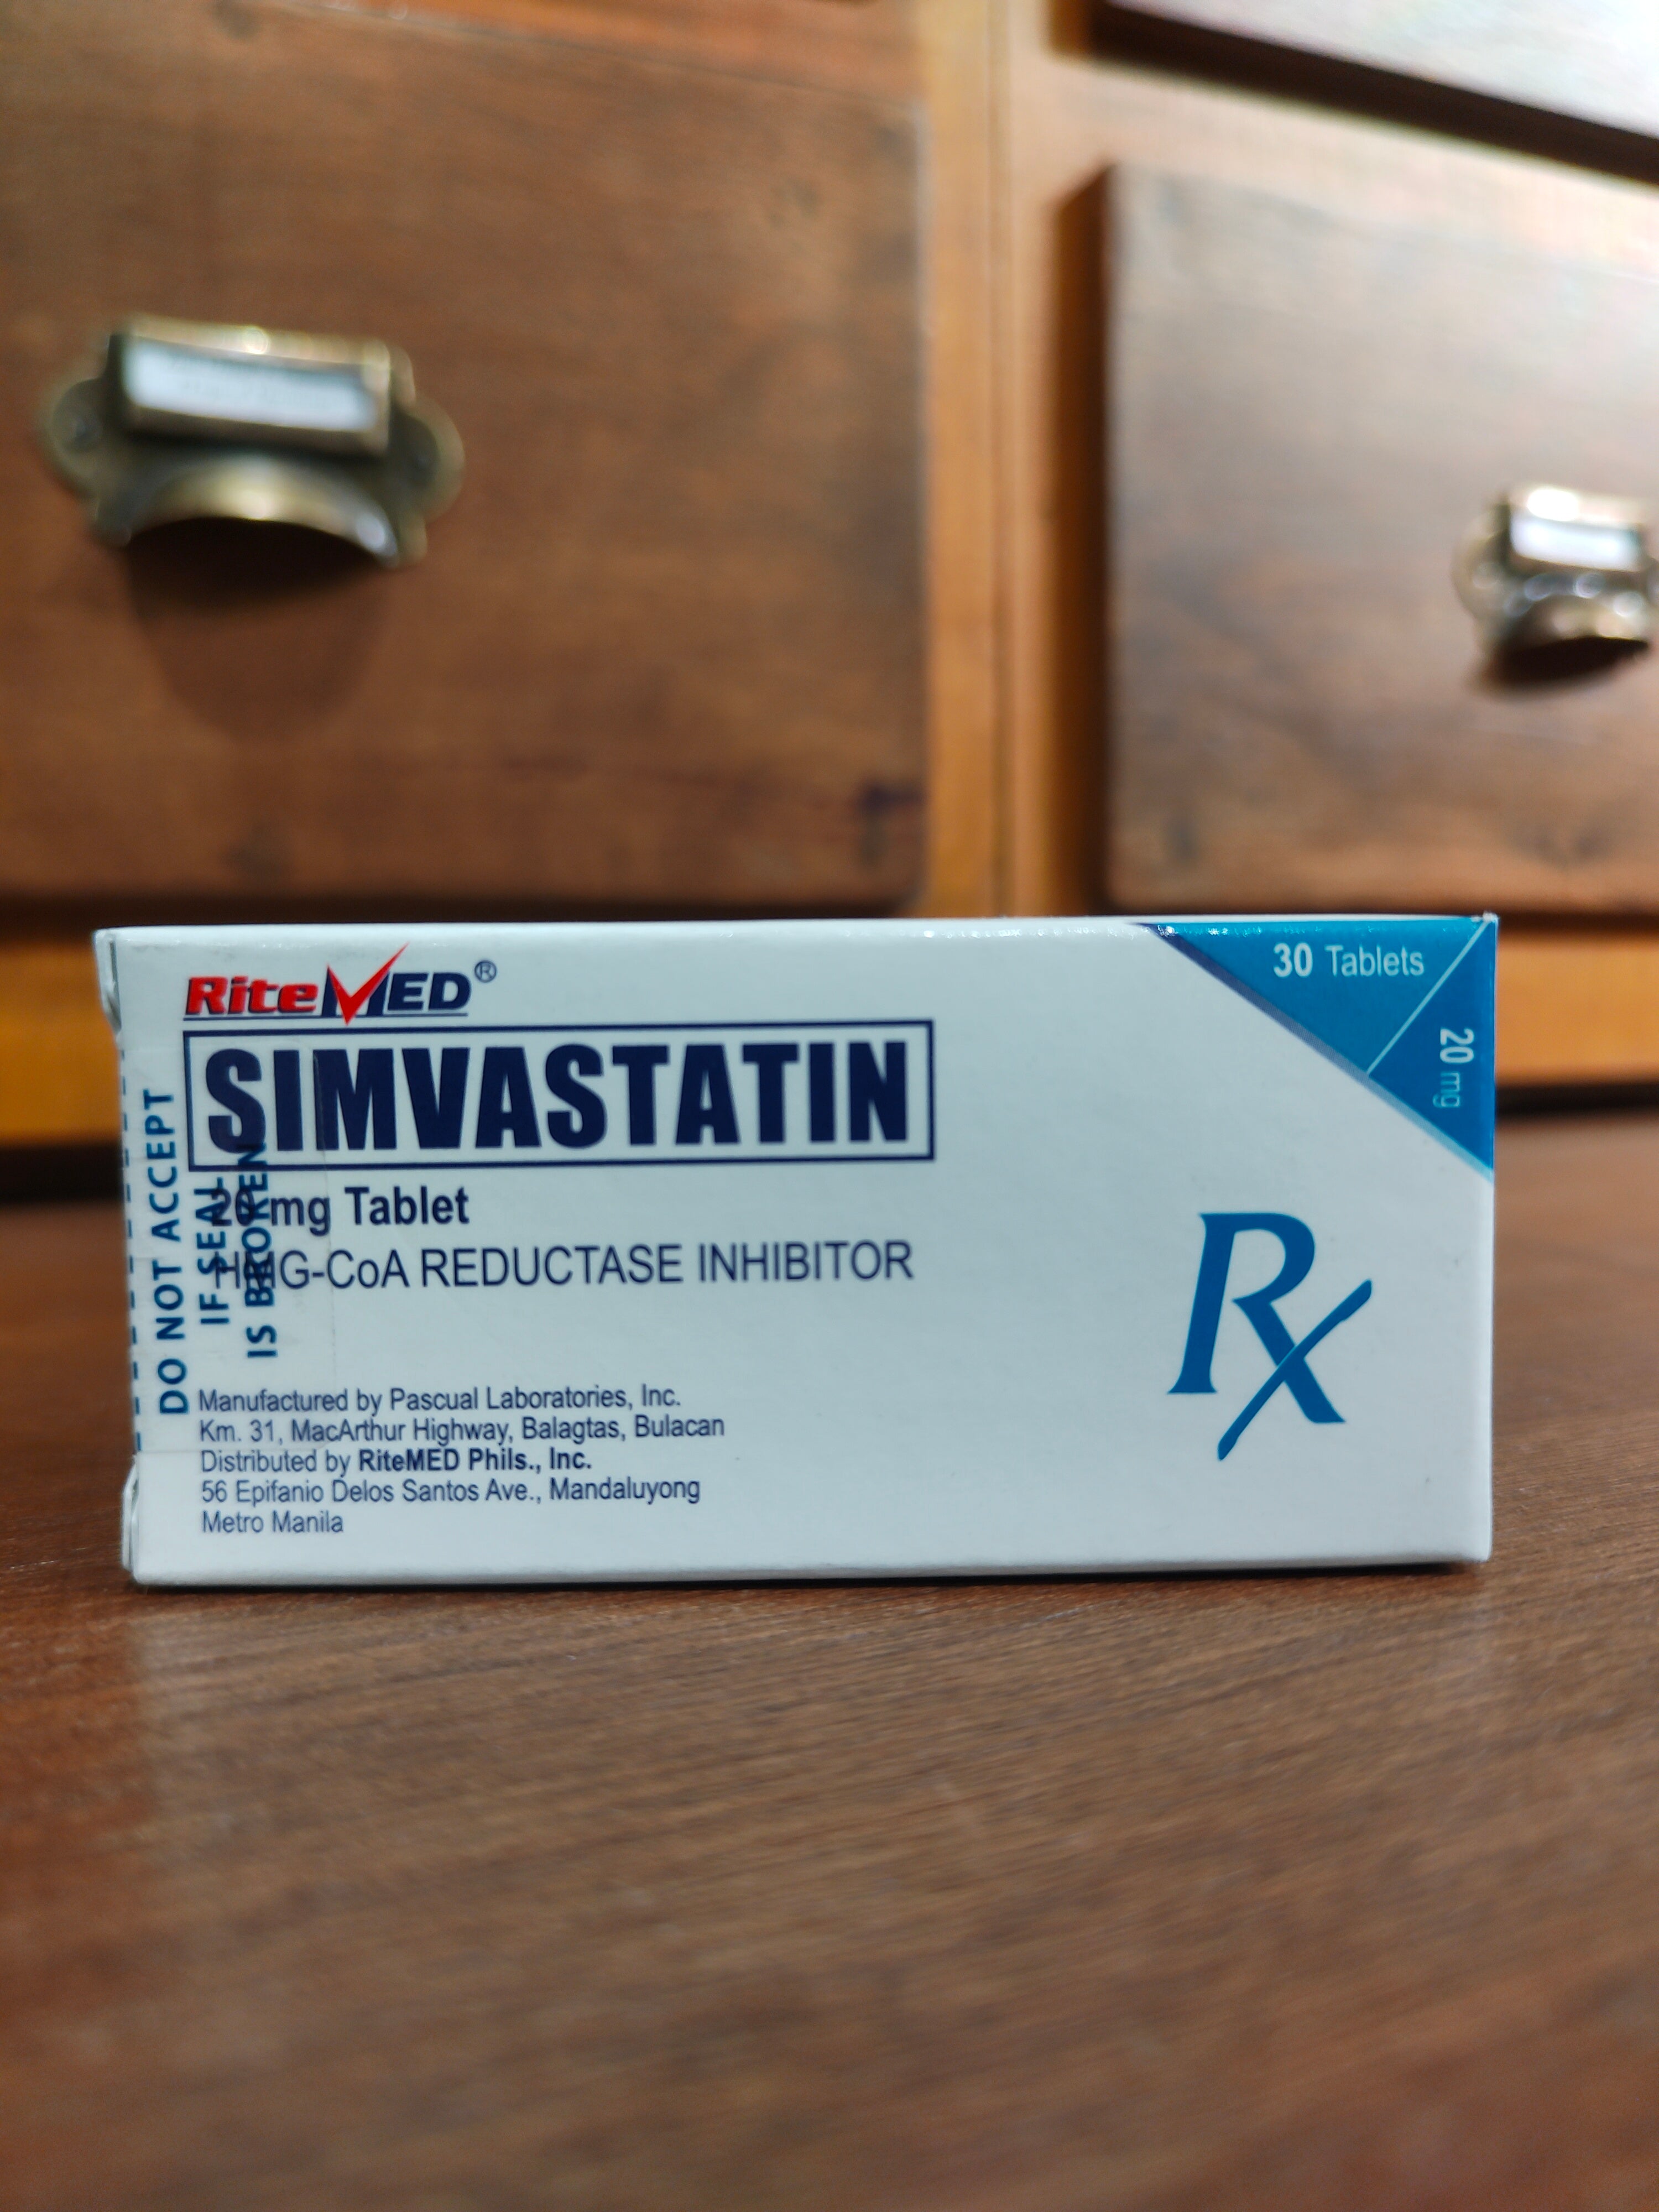 RiteMED®
SIMVASTATIN
20 mg Tablet
HMG-CoA REDUCTASE INHIBITOR
Manufactured by Pascual Laboratories, Inc.
Km. 31, MacArthur Highway, Balagtas, Bulacan
Distributed by RiteMED Phils., Inc.
56 Epifanio Delos Santos Ave., Mandaluyong
Metro Manila
DO NOT ACCEPT
IF SEAL
IS BROKEN
30 Tablets
20 mg
Rx